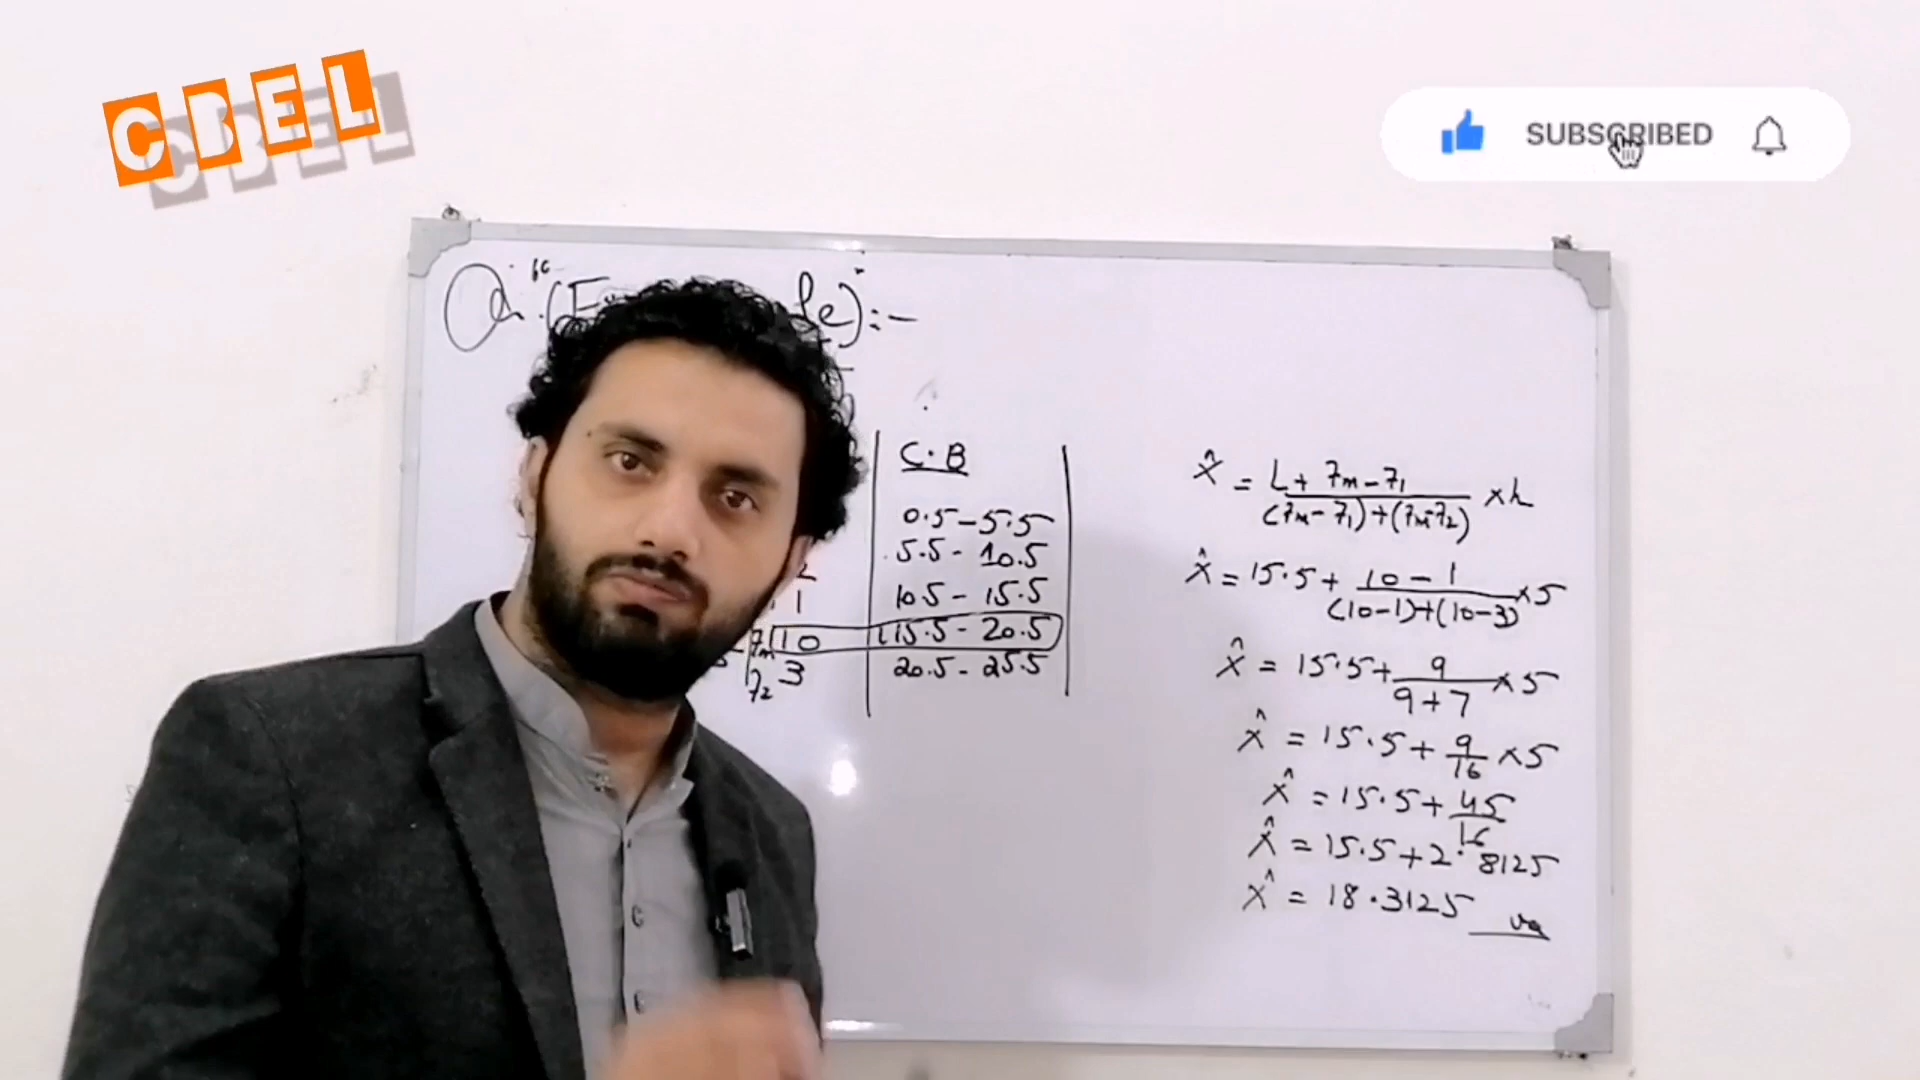 CBEL
SUBSCRIBED
Q.
C.B
0.5 - 5.5
2 5.5 - 10.5
1 10.5 - 15.5
fm 10 L 15.5 - 20.5
f2 3 20.5 - 25.5
X̂ = L + fm - f1 / (fm - f1) + (fm - f2) × h
X̂ = 15.5 + 10 - 1 / (10-1) + (10-3) × 5
X̂ = 15.5 + 9 / 9 + 7 × 5
X̂ = 15.5 + 9/16 × 5
X̂ = 15.5 + 45/16
X̂ = 15.5 + 2.8125
X̂ = 18.3125